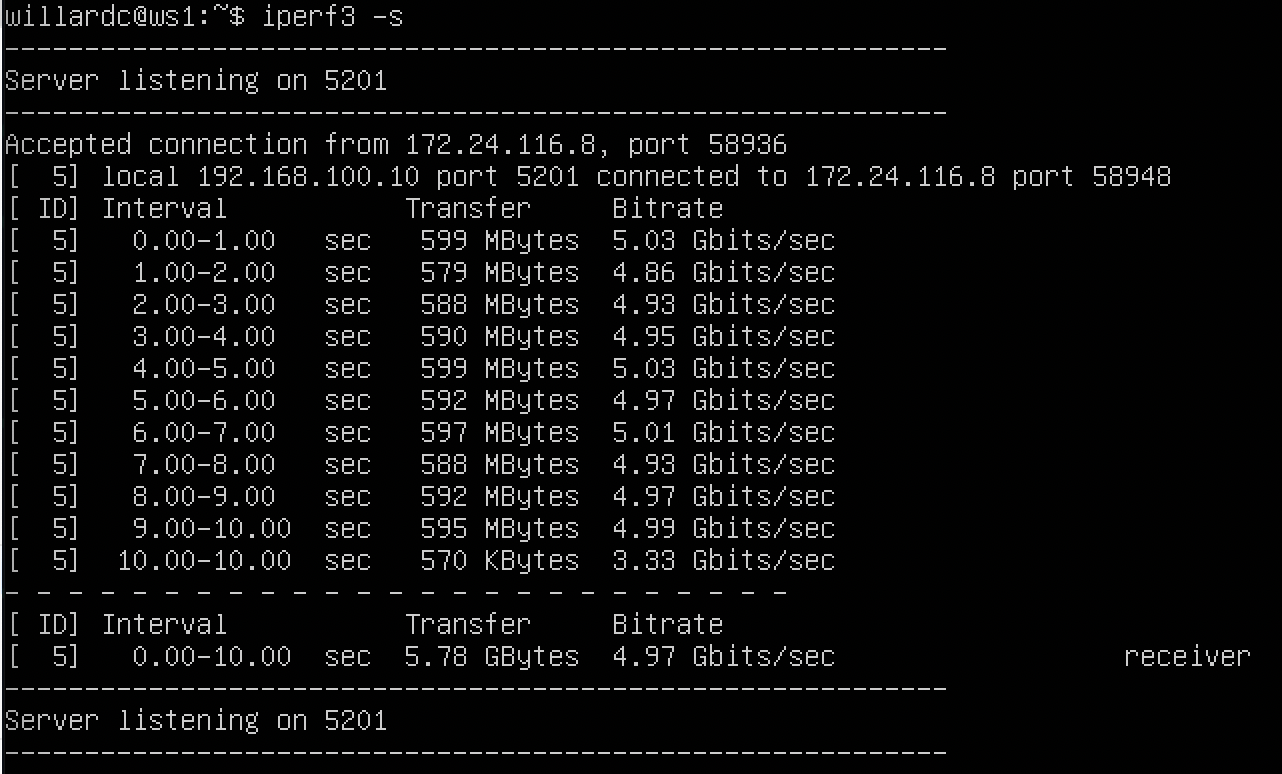 willardc@ws1:~$ iperf3 -s
-----------------------------------------------------------
Server listening on 5201
-----------------------------------------------------------
Accepted connection from 172.24.116.8, port 58936
[  5] local 192.168.100.10 port 5201 connected to 172.24.116.8 port 58948
[ ID] Interval           Transfer     Bitrate
[  5]   0.00-1.00   sec   599 MBytes  5.03 Gbits/sec
[  5]   1.00-2.00   sec   579 MBytes  4.86 Gbits/sec
[  5]   2.00-3.00   sec   588 MBytes  4.93 Gbits/sec
[  5]   3.00-4.00   sec   590 MBytes  4.95 Gbits/sec
[  5]   4.00-5.00   sec   599 MBytes  5.03 Gbits/sec
[  5]   5.00-6.00   sec   592 MBytes  4.97 Gbits/sec
[  5]   6.00-7.00   sec   597 MBytes  5.01 Gbits/sec
[  5]   7.00-8.00   sec   588 MBytes  4.93 Gbits/sec
[  5]   8.00-9.00   sec   592 MBytes  4.97 Gbits/sec
[  5]   9.00-10.00  sec   595 MBytes  4.99 Gbits/sec
[  5]  10.00-10.00  sec   570 KBytes  3.33 Gbits/sec
- - - - - - - - - - - - - - - - - - - - - - - - -
[ ID] Interval           Transfer     Bitrate
[  5]   0.00-10.00  sec  5.78 GBytes  4.97 Gbits/sec                  receiver
-----------------------------------------------------------
Server listening on 5201
-----------------------------------------------------------